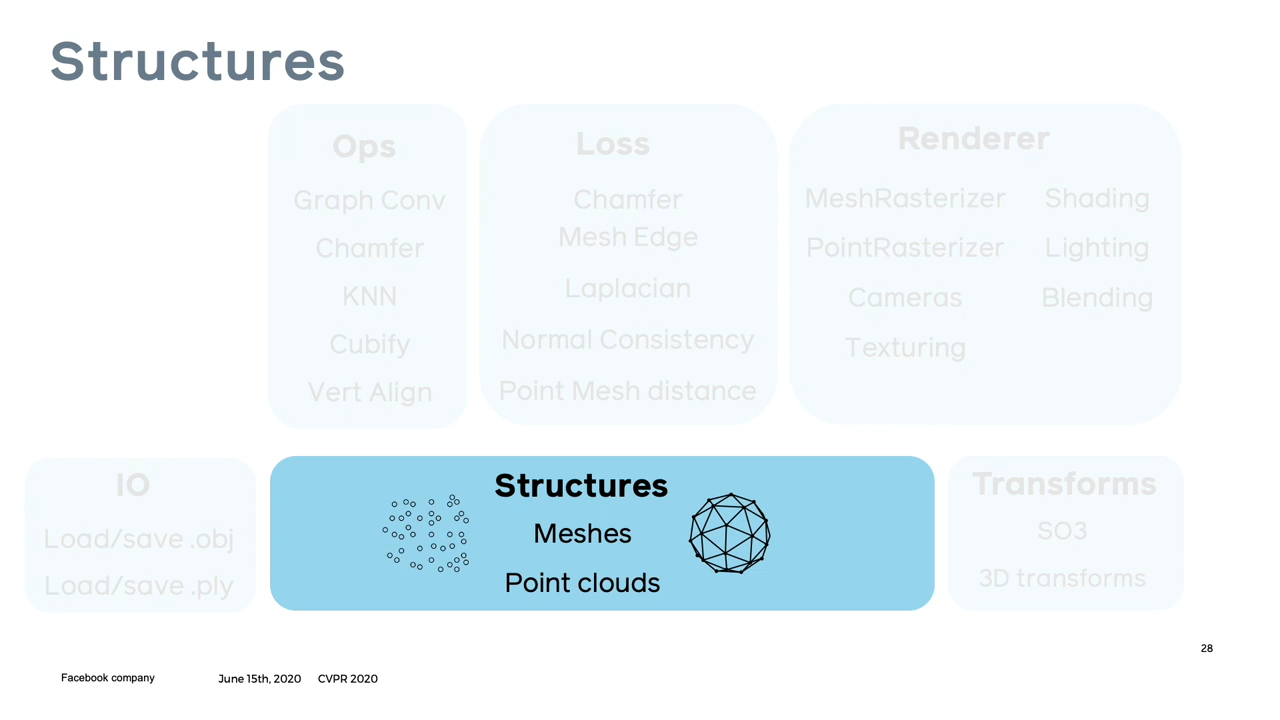 Structures
Ops
Graph Conv
Chamfer
KNN
Cubify
Vert Align
Loss
Chamfer
Mesh Edge
Laplacian
Normal Consistency
Point Mesh distance
Renderer
MeshRasterizer
PointRasterizer
Cameras
Texturing
Shading
Lighting
Blending
IO
Load/save .obj
Load/save .ply
Structures
Meshes
Point clouds
Transforms
SO3
3D transforms
28
Facebook company June 15th, 2020 CVPR 2020